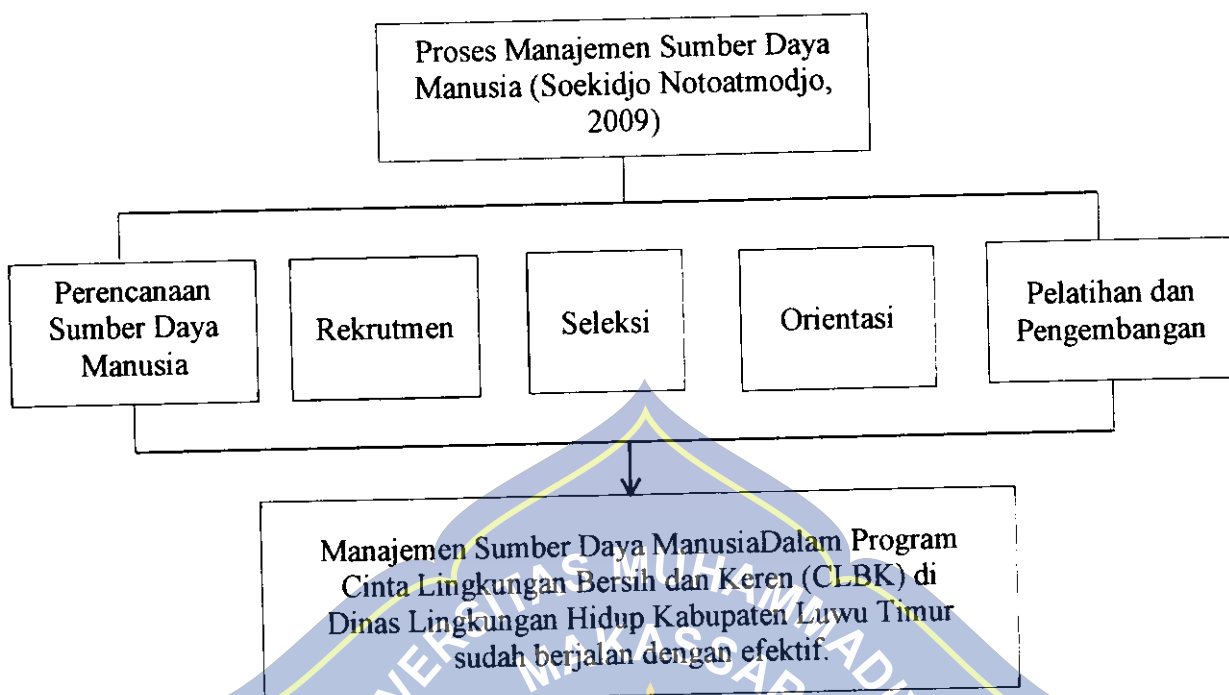 Proses Manajemen Sumber Daya
Manusia (Soekidjo Notoatmodjo,
2009)
Perencanaan
Sumber Daya
Manusia
Rekrutmen
Seleksi
Orientasi
Pelatihan dan
Pengembangan
Manajemen Sumber Daya ManusiaDalam Program
Cinta Lingkungan Bersih dan Keren (CLBK) di
Dinas Lingkungan Hidup Kabupaten Luwu Timur
sudah berjalan dengan efektif.
MUHAMMADI
MAKASSAR